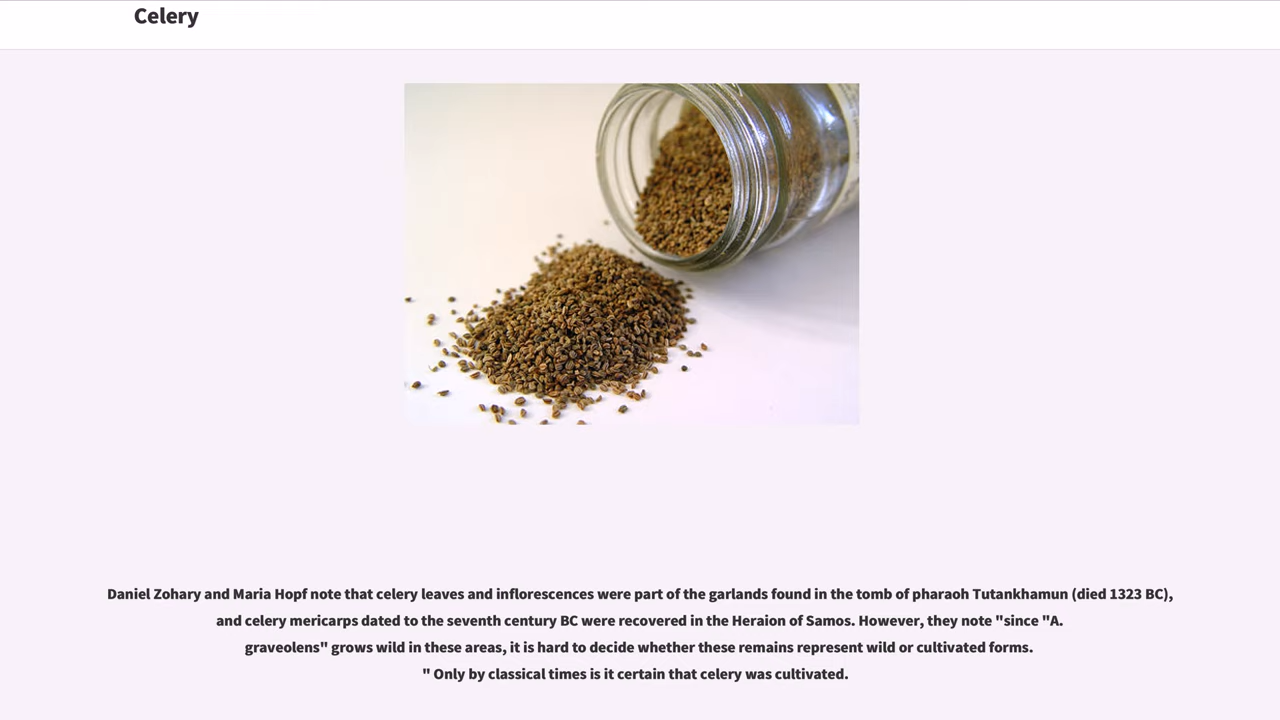 Celery
Daniel Zohary and Maria Hopf note that celery leaves and inflorescences were part of the garlands found in the tomb of pharaoh Tutankhamun (died 1323 BC),
and celery mericarps dated to the seventh century BC were recovered in the Heraion of Samos. However, they note "since "A.
graveolens" grows wild in these areas, it is hard to decide whether these remains represent wild or cultivated forms.
" Only by classical times is it certain that celery was cultivated.